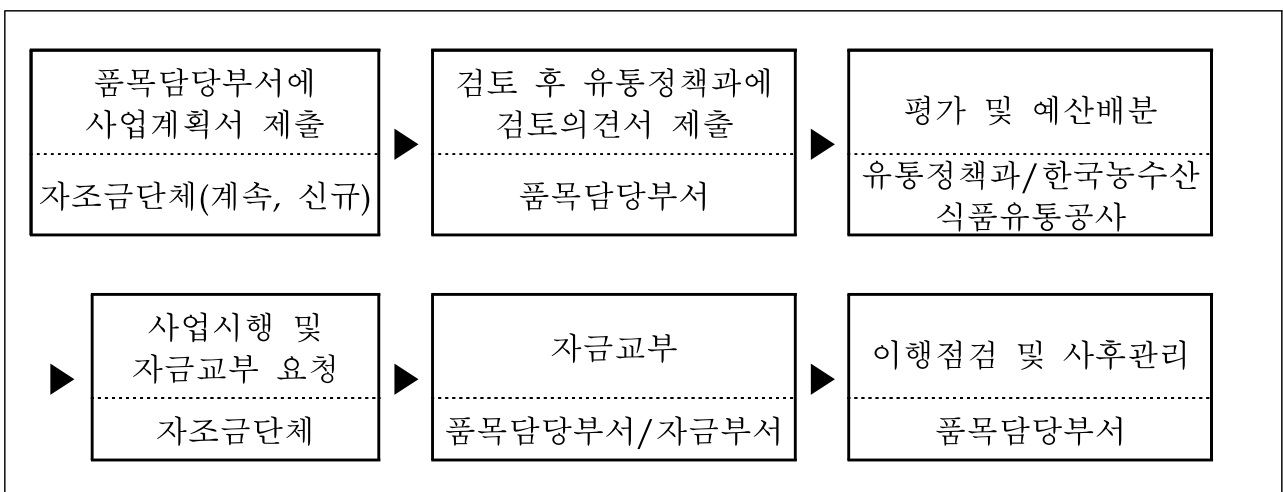 품목담당부서에
사업계획서 제출
자조금단체(계속, 신규)
검토 후 유통정책과에
검토의견서 제출
품목담당부서
평가 및 예산배분
유통정책과/한국농수산
식품유통공사
사업시행 및
자금교부 요청
자조금단체
자금교부
품목담당부서/자금부서
이행점검 및 사후관리
품목담당부서